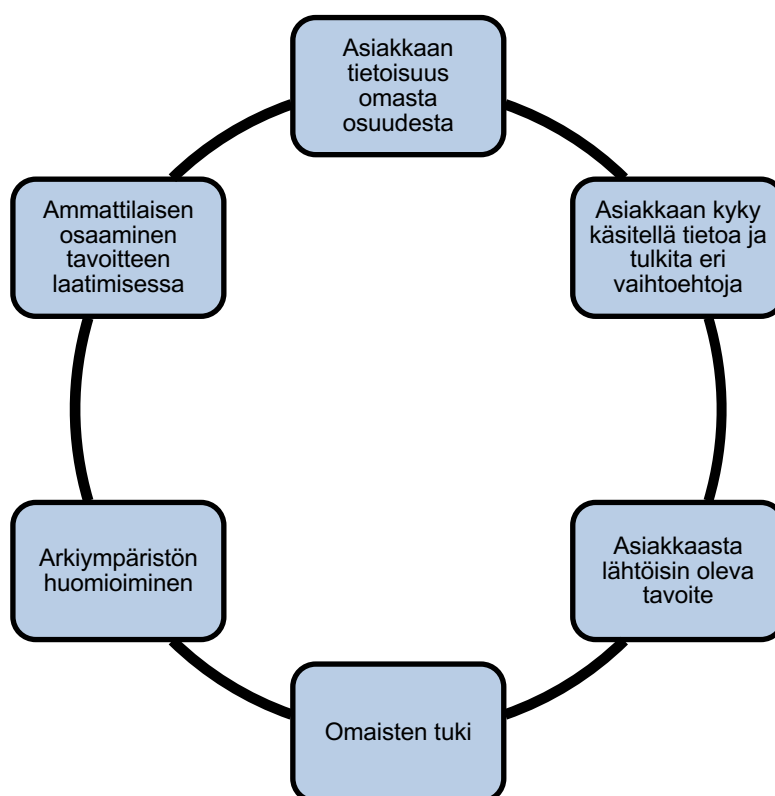 Asiakkaan
tietoisuus
omasta
osuudesta
Asiakkaan kyky
käsitellä tietoa ja
tulkita eri
vaihtoehtoja
Asiakkaasta
lähtöisin oleva
tavoite
Omaisten tuki
Arkiympäristön
huomioiminen
Ammattilaisen
osaaminen
tavoitteen
laatimisessa